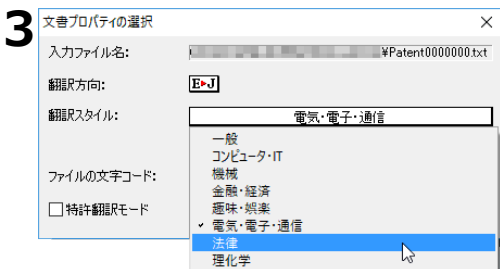 3
文書プロパティの選択
入力ファイル名: ¥Patent0000000.txt
翻訳方向: E▸J
翻訳スタイル: 電気・電子・通信
一般
コンピュータ・IT
機械
金融・経済
趣味・娯楽
✓ 電気・電子・通信
法律
理化学
ファイルの文字コード:
特許翻訳モード